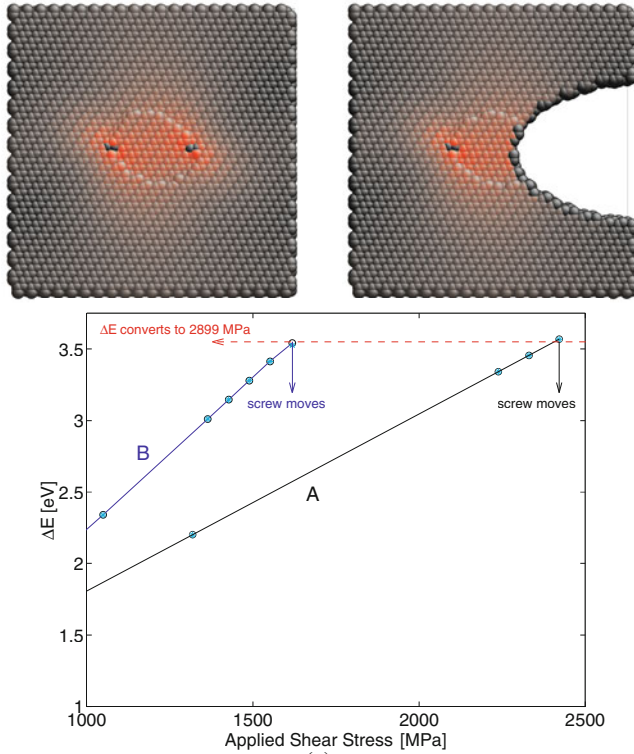 ΔE converts to 2899 MPa
3.5
screw moves
screw moves
3
B
A
2.5
ΔE [eV]
2
1.5
1
1000
1500
2000
2500
Applied Shear Stress [MPa]